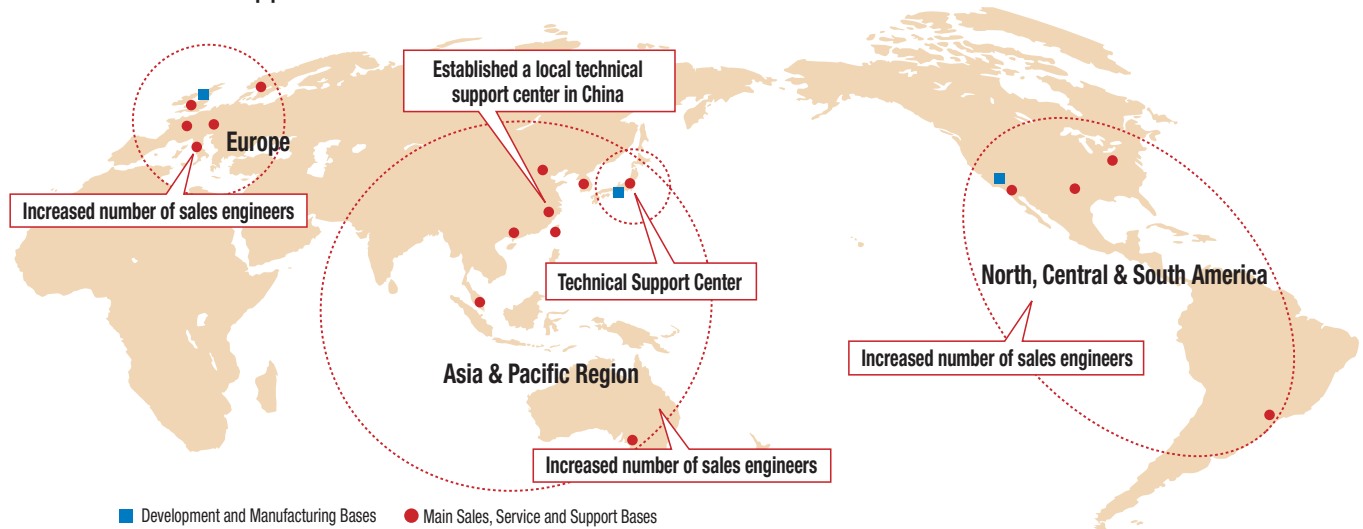 Established a local technical
support center in China
Europe
Increased number of sales engineers
Technical Support Center
North, Central & South America
Increased number of sales engineers
Asia & Pacific Region
Increased number of sales engineers
Development and Manufacturing Bases
Main Sales, Service and Support Bases